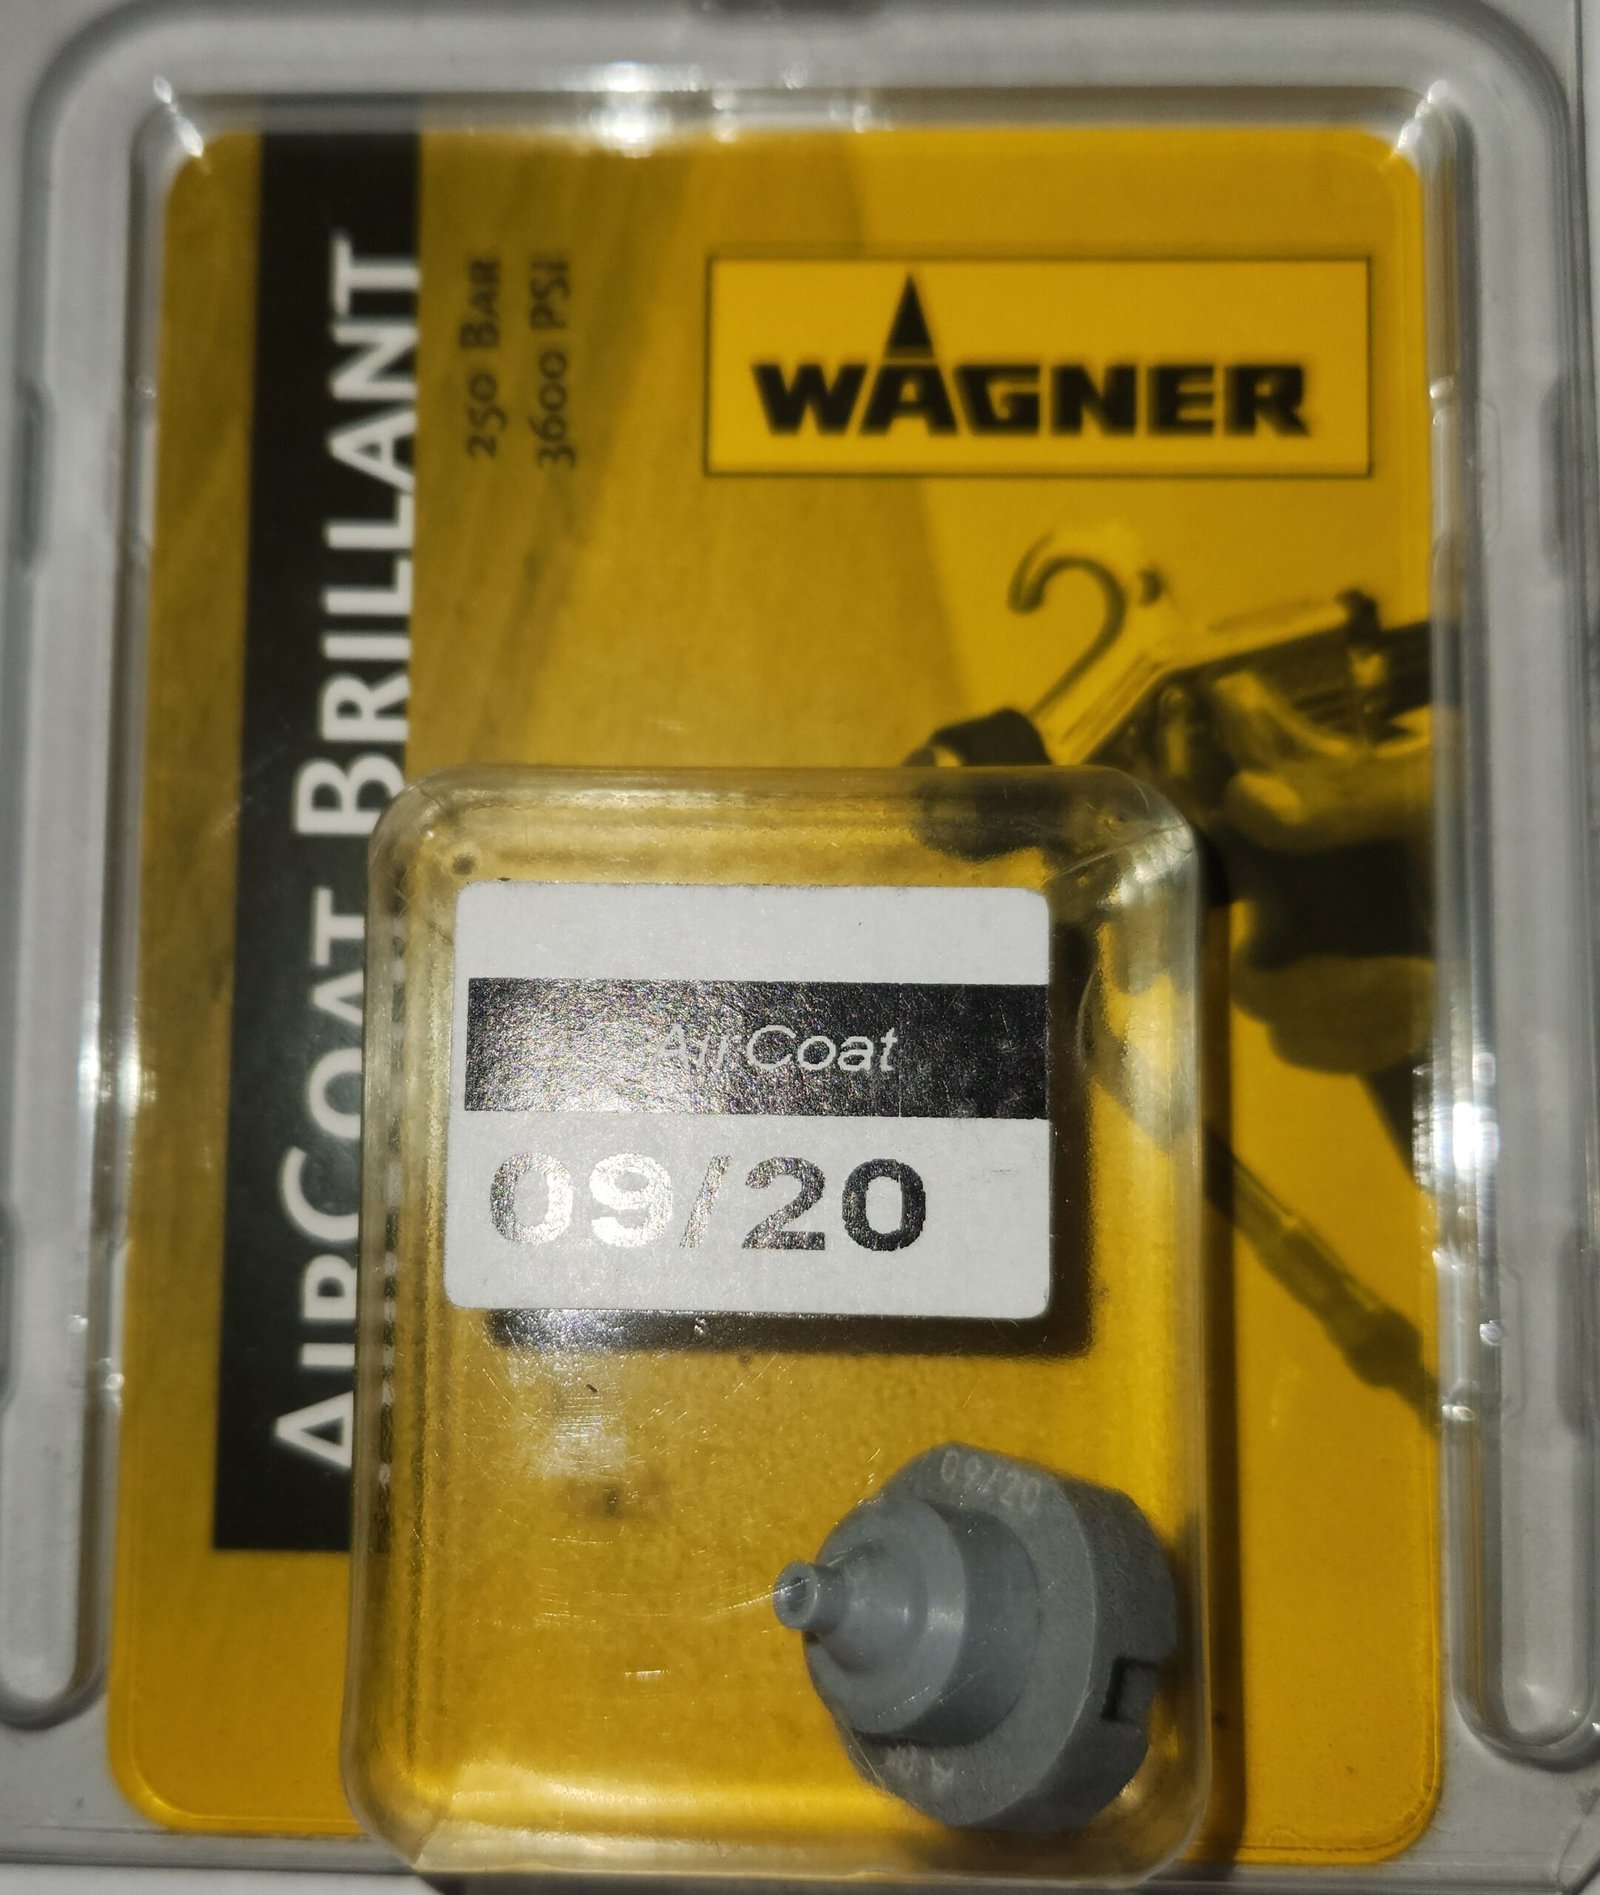 WAGNER
AIRCOAT BRILLANT
250 BAR
3600 PSI
AirCoat
09/20
09/20